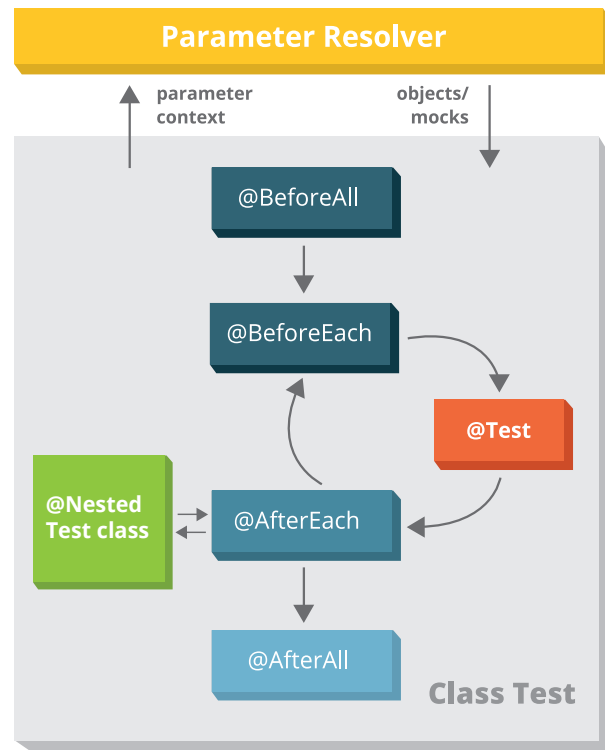 Parameter Resolver
parameter
context
objects/
mocks
@BeforeAll
@BeforeEach
@Test
@Nested
Test class
@AfterEach
@AfterAll
Class Test